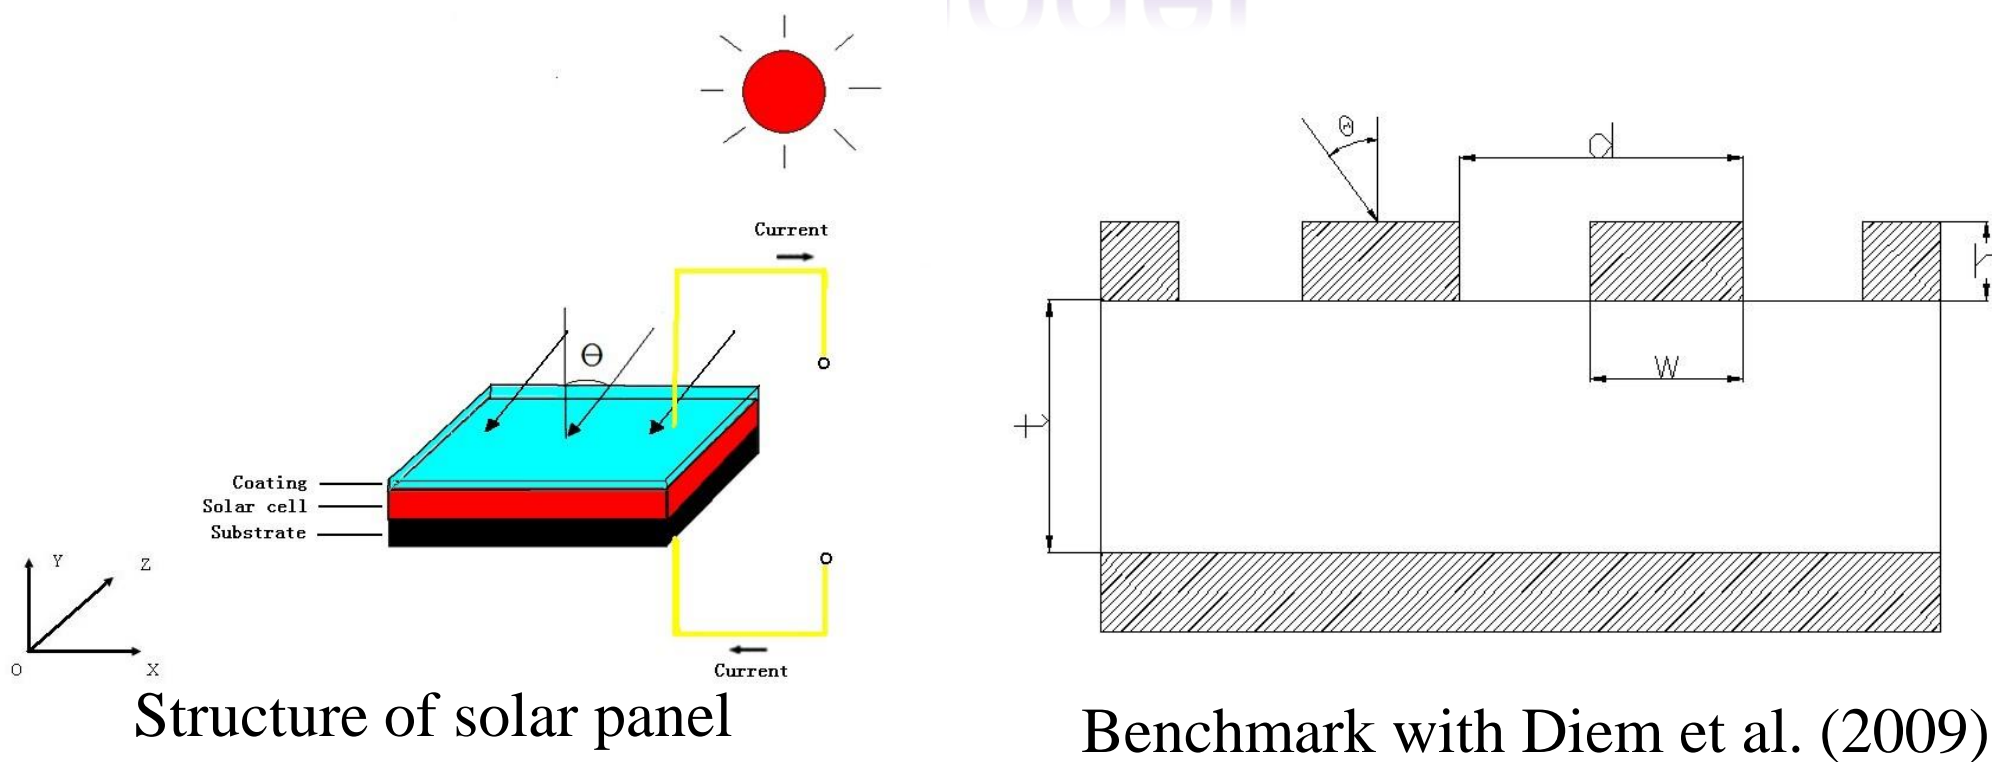 Current
Θ
Coating
Solar cell
Substrate
Y
Z
O
X
Current
Structure of solar panel
Θ
d
W
t
Benchmark with Diem et al. (2009)